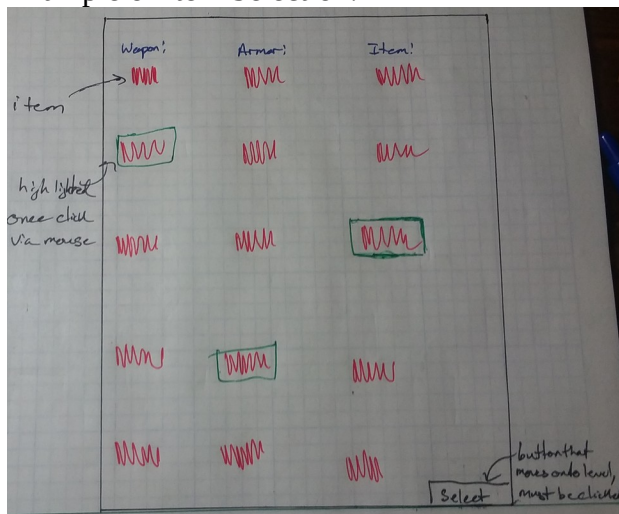 Weapon:
Armor:
Item:
item
highlighted
once click
via mouse
button that
moves onto level,
must be clicked
Select